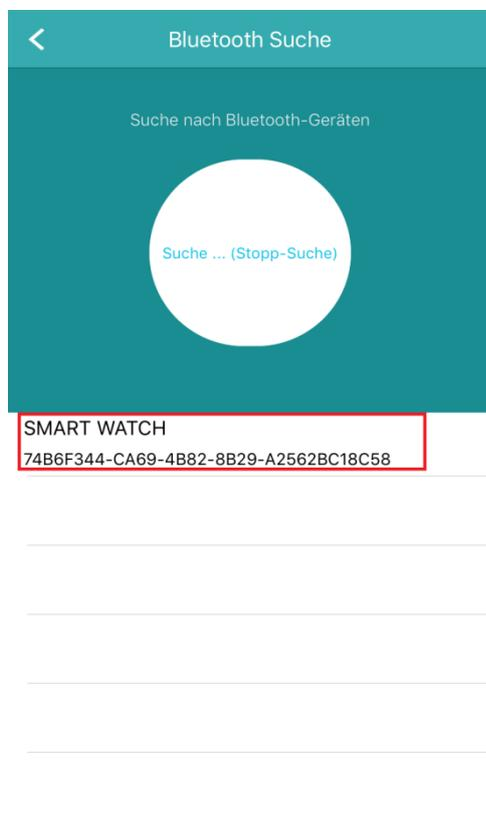 Bluetooth Suche
Suche nach Bluetooth-Geräten
Suche ... (Stopp-Suche)
SMART WATCH
74B6F344-CA69-4B82-8B29-A2562BC18C58